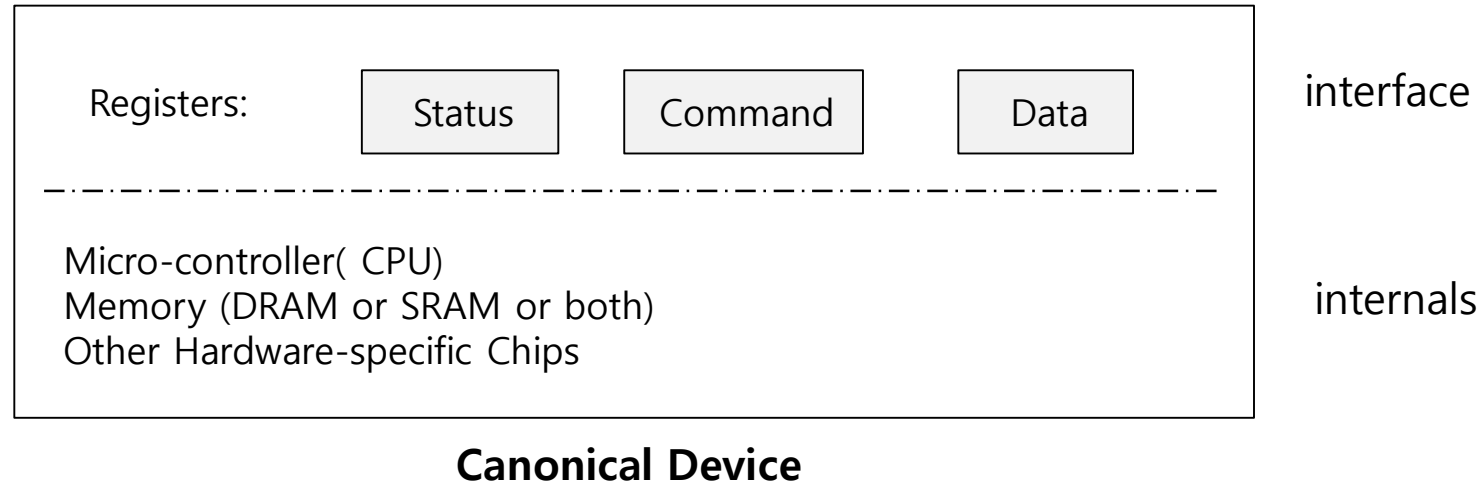 Registers: Status Command Data
interface
Micro-controller( CPU)
Memory (DRAM or SRAM or both)
Other Hardware-specific Chips
internals
Canonical Device